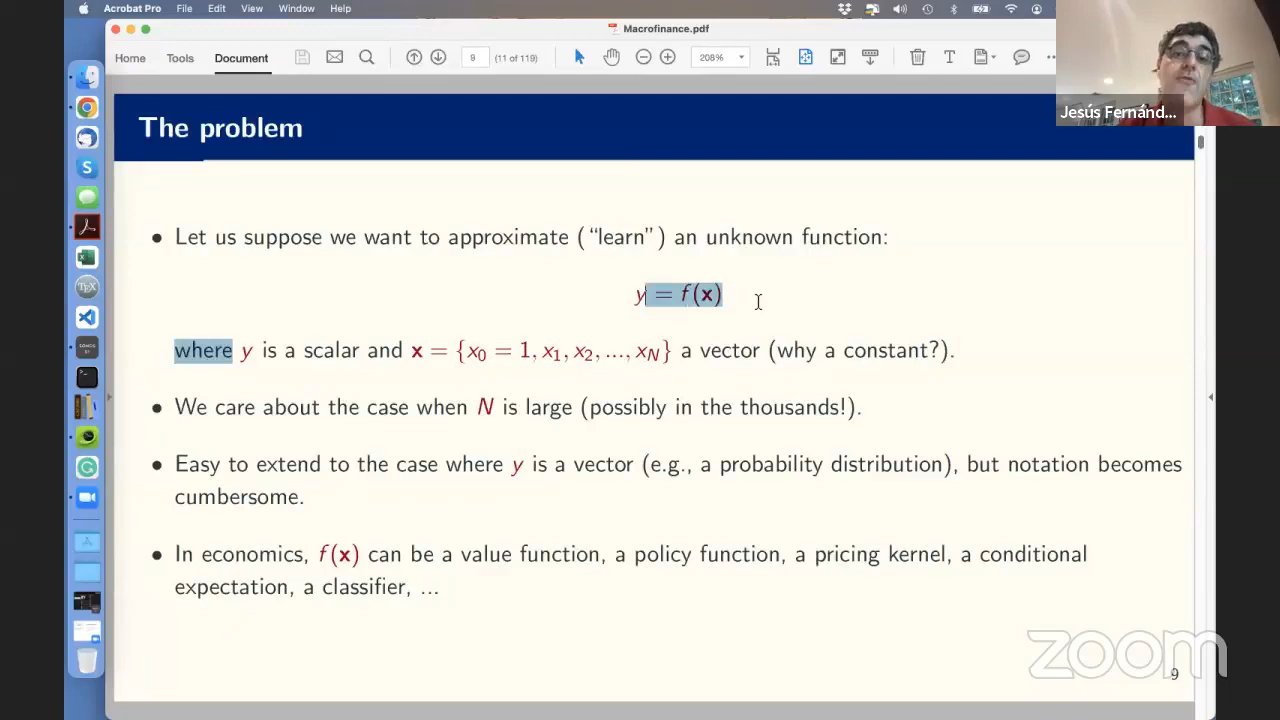 Acrobat Pro File Edit View Window Help
Macrofinance.pdf
Home Tools Document 9 (11 of 119) 208%
Jesús Fernánd...
The problem
• Let us suppose we want to approximate (“learn”) an unknown function:
y = f(x)
where y is a scalar and x = {x₀ = 1, x₁, x₂, ..., x_N} a vector (why a constant?).
• We care about the case when N is large (possibly in the thousands!).
• Easy to extend to the case where y is a vector (e.g., a probability distribution), but notation becomes
cumbersome.
• In economics, f(x) can be a value function, a policy function, a pricing kernel, a conditional
expectation, a classifier, ...
zoom
9